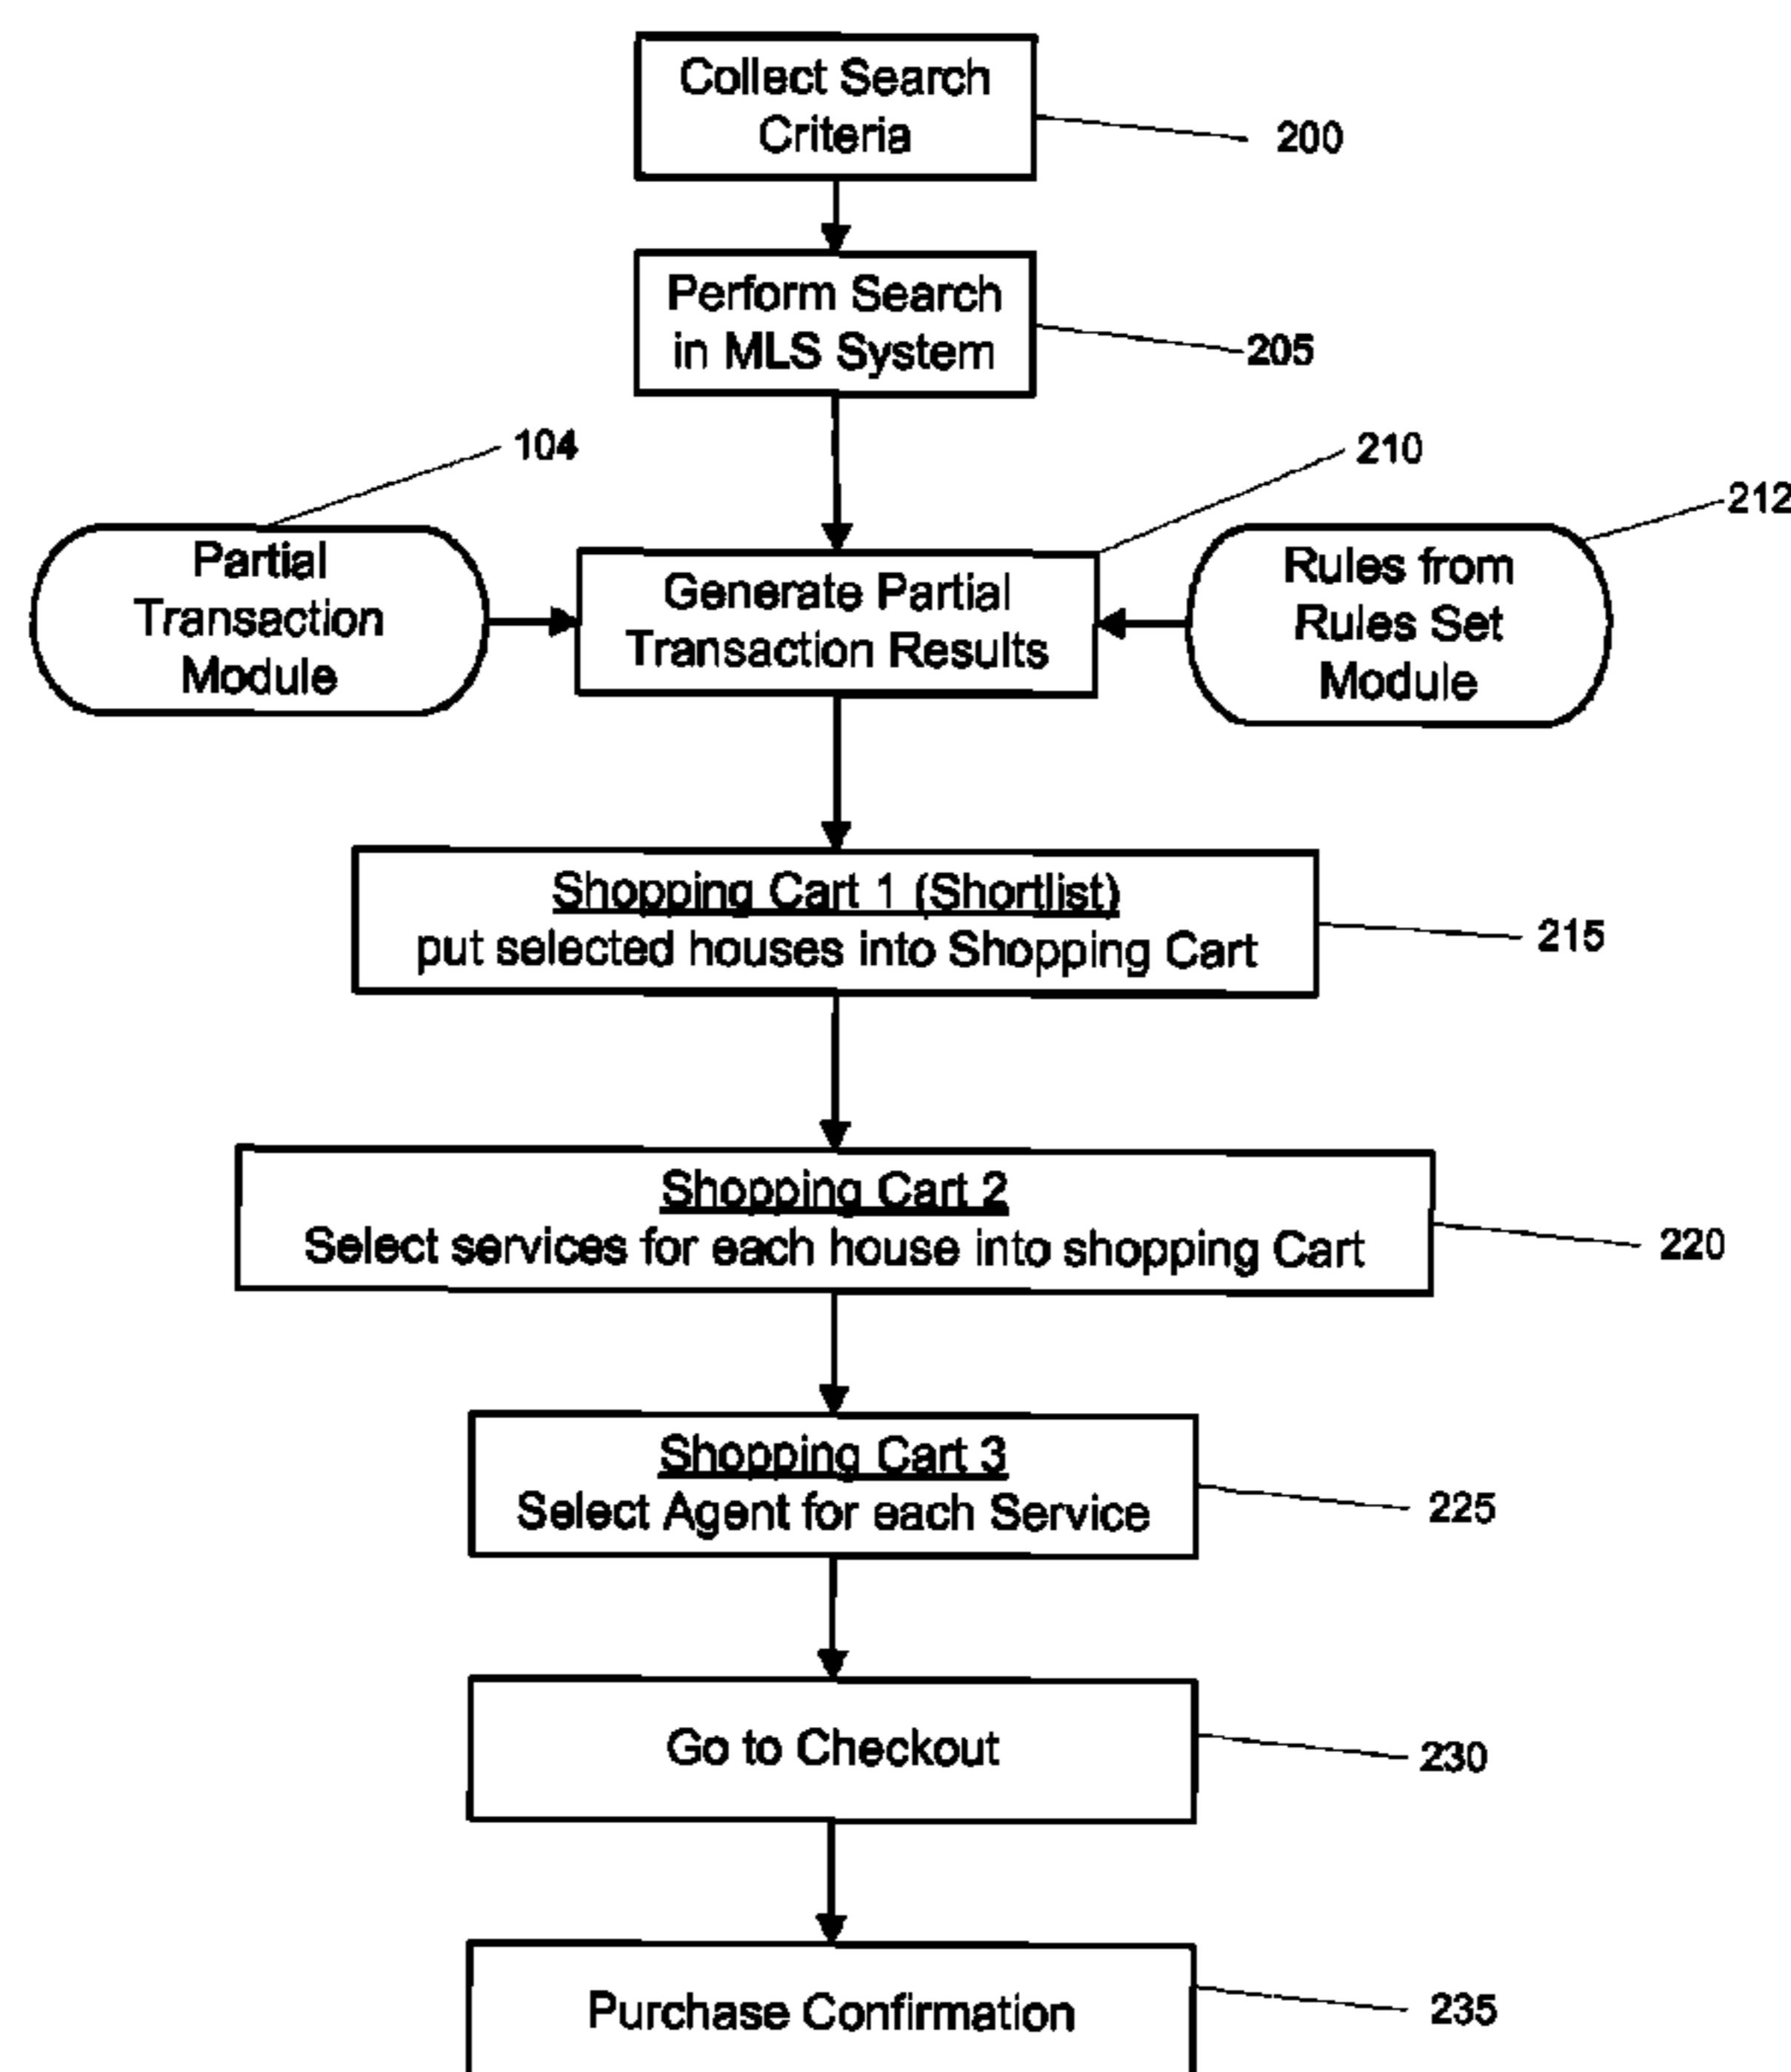 Collect Search
Criteria
200
Perform Search
in MLS System
205
104
210
212
Partial
Transaction
Module
Generate Partial
Transaction Results
Rules from
Rules Set
Module
Shopping Cart 1 (Shortlist)
put selected houses into Shopping Cart
215
Shopping Cart 2
Select services for each house into shopping Cart
220
Shopping Cart 3
Select Agent for each Service
225
Go to Checkout
230
Purchase Confirmation
235